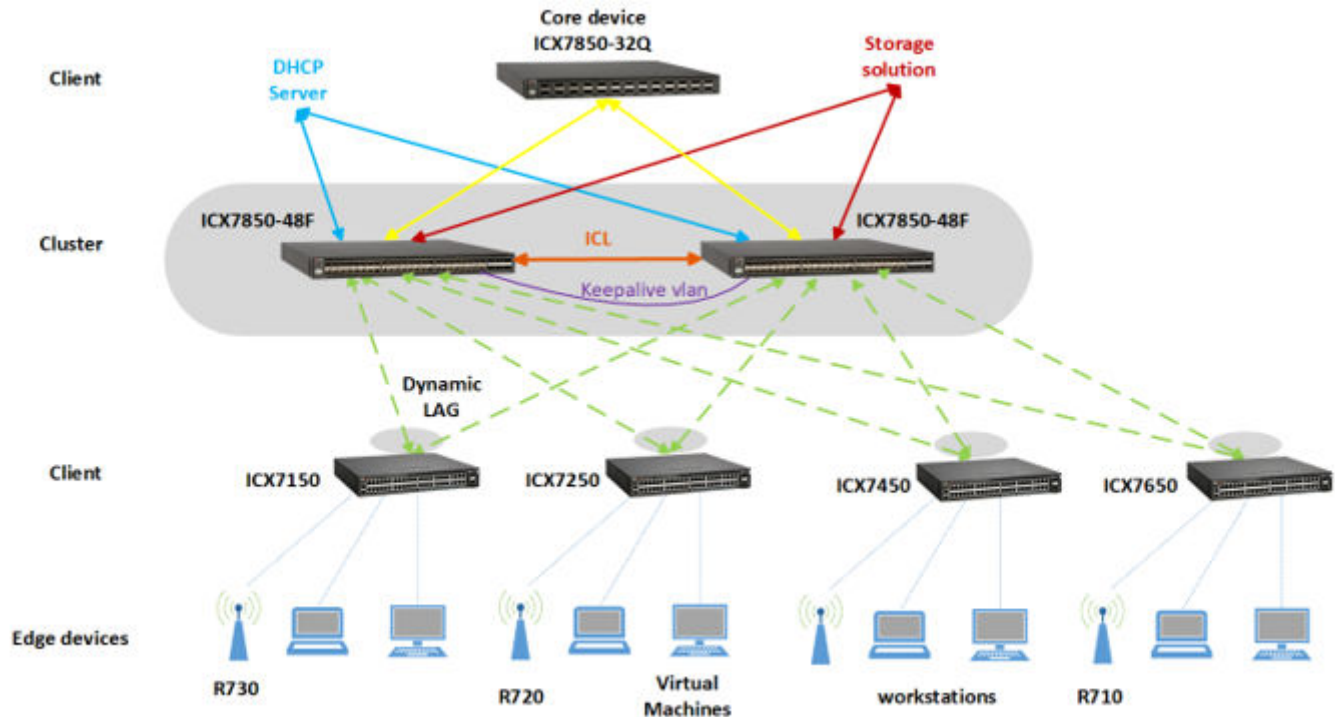 Core device
ICX7850-32Q
Storage
solution
Client
DHCP
Server
ICX7850-48F
ICX7850-48F
Cluster
ICL
Keepalive vlan
Dynamic
LAG
Client
ICX7150
ICX7250
ICX7450
ICX7650
Edge devices
R730
R720
Virtual
Machines
workstations
R710